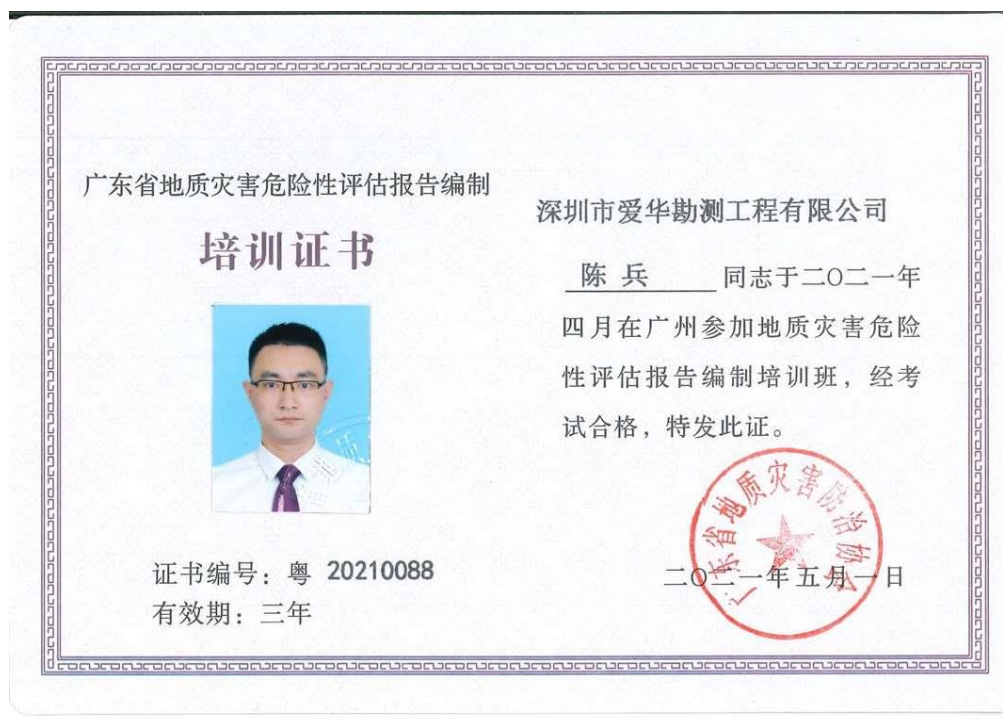 广东省地质灾害危险性评估报告编制
培训证书
证书编号：粤 20210088
有效期：三年
深圳市爱华勘测工程有限公司
陈 兵 同志于二〇二一年
四月在广州参加地质灾害危险
性评估报告编制培训班，经考
试合格，特发此证。
广东省地质灾害防治协会
二〇二一年五月一日